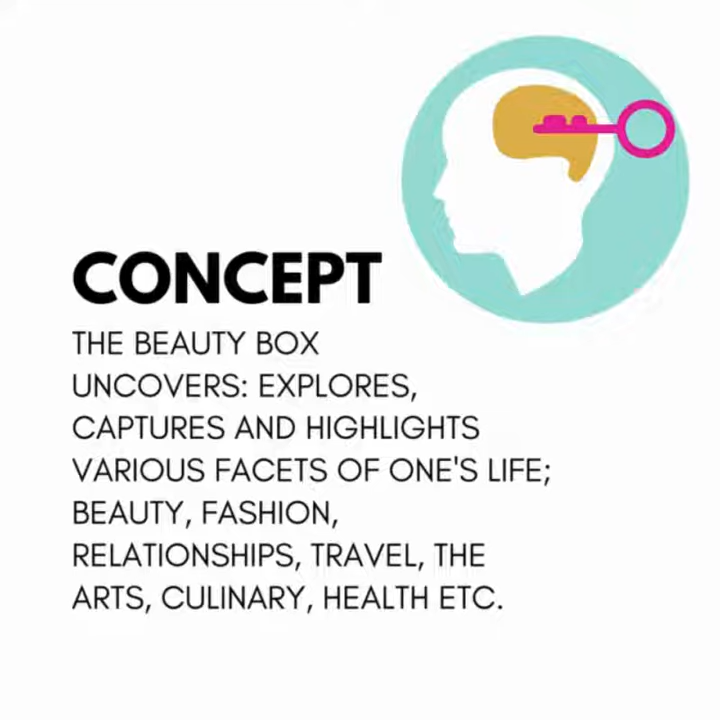 CONCEPT
THE BEAUTY BOX
UNCOVERS: EXPLORES,
CAPTURES AND HIGHLIGHTS
VARIOUS FACETS OF ONE'S LIFE;
BEAUTY, FASHION,
RELATIONSHIPS, TRAVEL, THE
ARTS, CULINARY, HEALTH ETC.